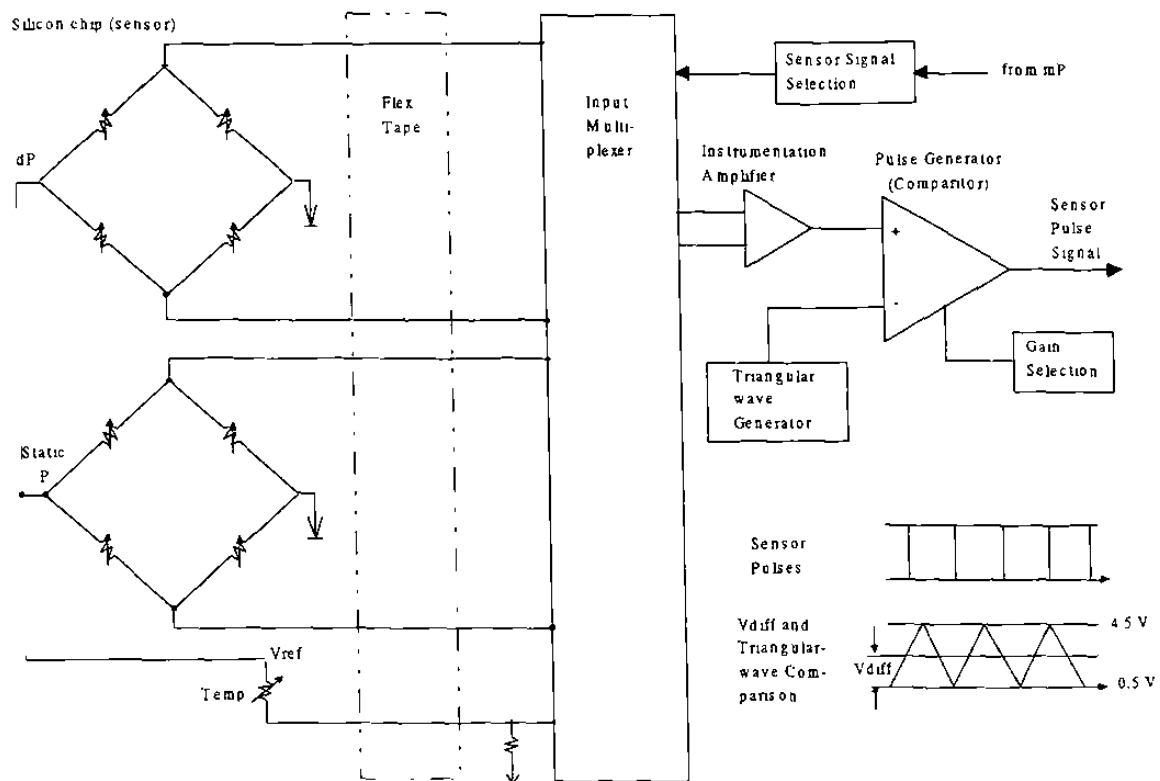 Silicon chip (sensor)
dP
Static
P
Vref
Temp
Flex
Tape
Input
Multi-
plexer
Sensor Signal
Selection
from mP
Instrumentation
Amplifier
Pulse Generator
(Comparitor)
+
-
Sensor
Pulse
Signal
Triangular
wave
Generator
Gain
Selection
Sensor
Pulses
Vdiff and
Triangular-
wave Com-
parison
Vdiff
4 5 V
0.5 V